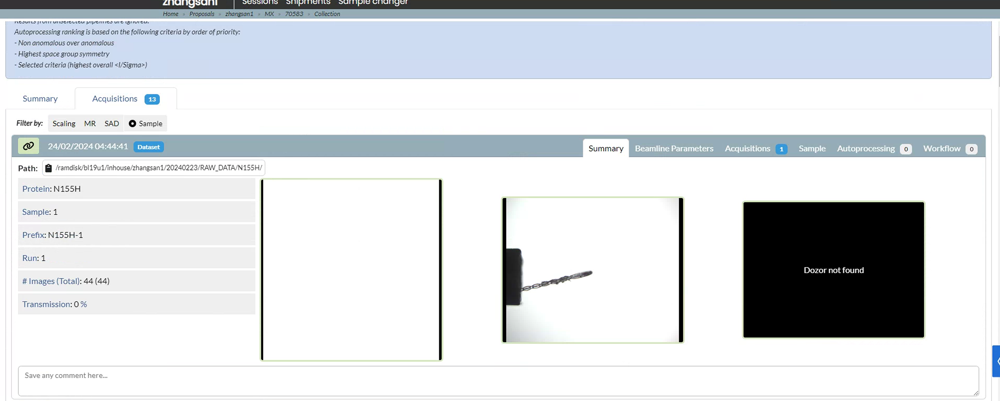 zhangsan1 Sessions Shipments Sample changer
Home » Proposals » zhangsan1 » MX » 70583 » Collection
Results from unselected pipelines are ignored.
Autoprocessing ranking is based on the following criteria by order of priority:
- Non anomalous over anomalous
- Highest space group symmetry
- Selected criteria (highest overall <I/Sigma>)
Summary Acquisitions 13
Filter by: Scaling MR SAD Sample
24/02/2024 04:44:41 Dataset Summary Beamline Parameters Acquisitions 1 Sample Autoprocessing 0 Workflow 0
Path: /ramdisk/bl19u1/inhouse/zhangsan1/20240223/RAW_DATA/N155H/
Protein: N155H
Sample: 1
Prefix: N155H-1
Run: 1
# Images (Total): 44 (44)
Transmission: 0 %
Dozor not found
Save any comment here...